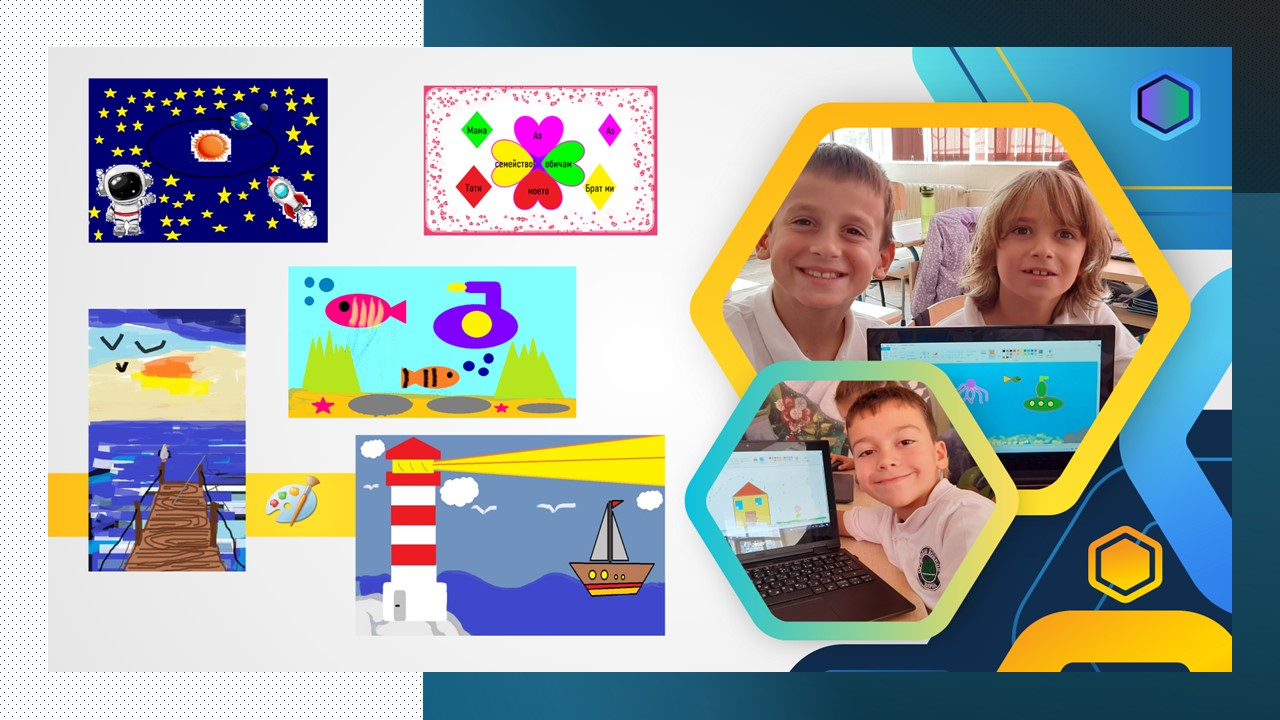 Мама
Аз
Аз
семейство
обичам
Тати
моето
Брат ми